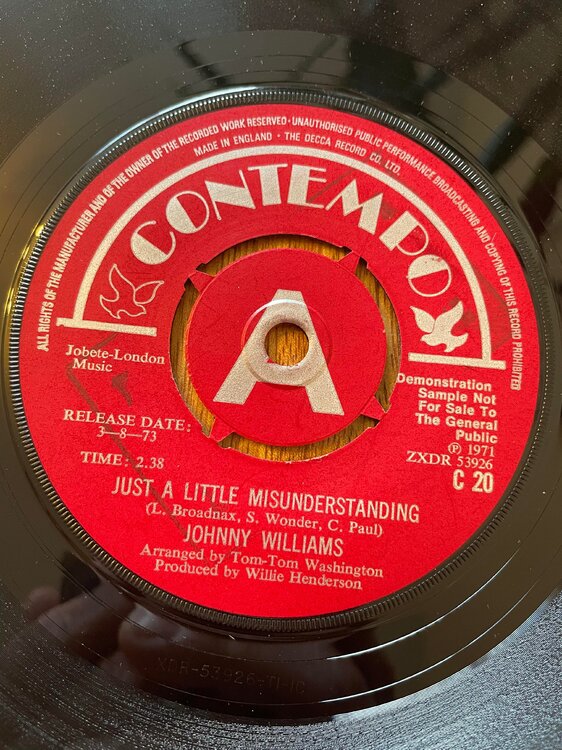 ALL RIGHTS OF THE MANUFACTURER AND OF THE OWNER OF THE RECORDED WORK RESERVED · UNAUTHORISED PUBLIC PERFORMANCE BROADCASTING AND COPYING OF THIS RECORD PROHIBITED
MADE IN ENGLAND · THE DECCA RECORD CO. LTD.
CONTEMPO
A
Jobete-London
Music
RELEASE DATE:
3-8-73
TIME: 2.38
Demonstration
Sample Not
For Sale To
The General
Public
Ⓟ 1971
ZXDR 53926
C 20
JUST A LITTLE MISUNDERSTANDING
(L. Broadnax, S. Wonder, C. Paul)
JOHNNY WILLIAMS
Arranged by Tom-Tom Washington
Produced by Willie Henderson